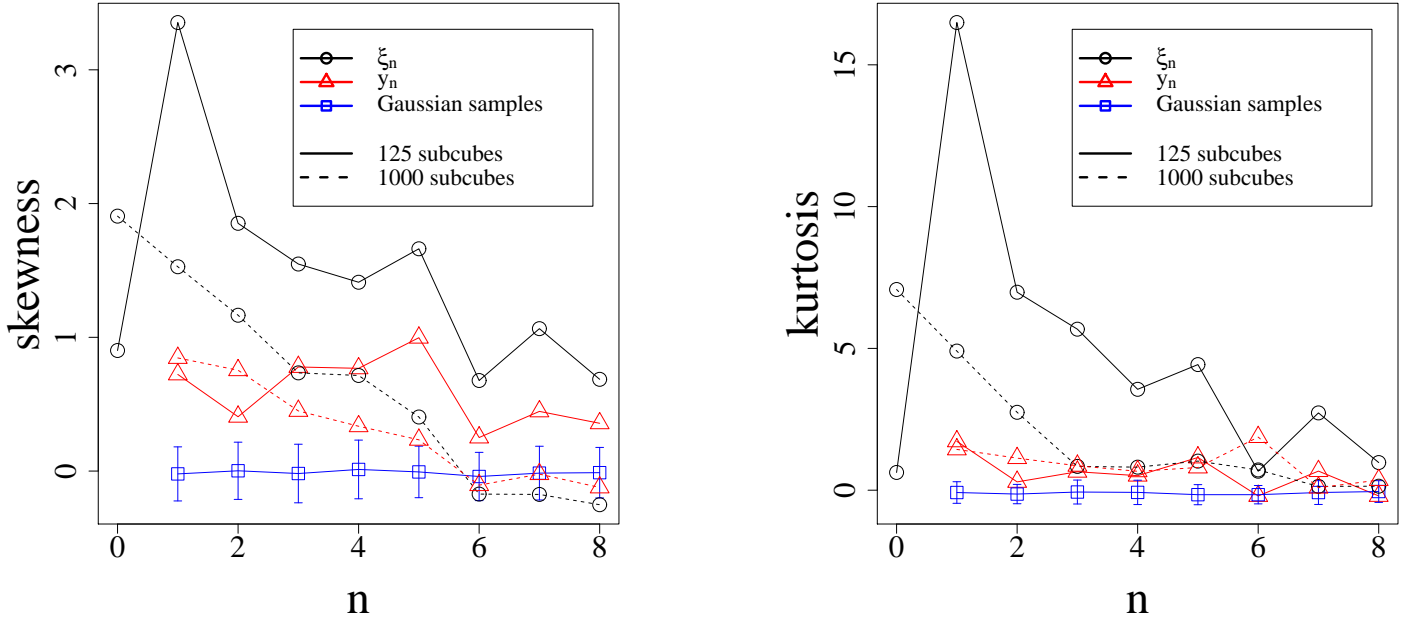 skewness
3
2
1
0
ξn
yn
Gaussian samples
125 subcubes
1000 subcubes
0 2 4 6 8
n
kurtosis
15
10
5
0
ξn
yn
Gaussian samples
125 subcubes
1000 subcubes
0 2 4 6 8
n